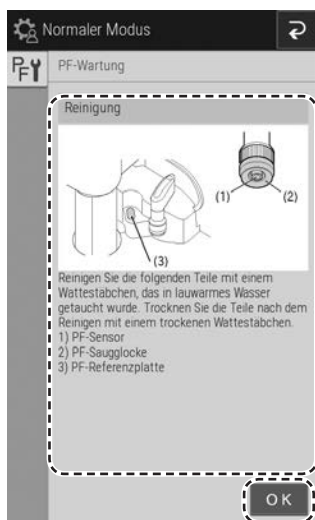 Normaler Modus
PF
PF-Wartung
Reinigung
(1)
(2)
(3)
Reinigen Sie die folgenden Teile mit einem
Wattestäbchen, das in lauwarmes Wasser
getaucht wurde. Trocknen Sie die Teile nach dem
Reinigen mit einem trockenen Wattestäbchen.
1) PF-Sensor
2) PF-Saugglocke
3) PF-Referenzplatte
OK